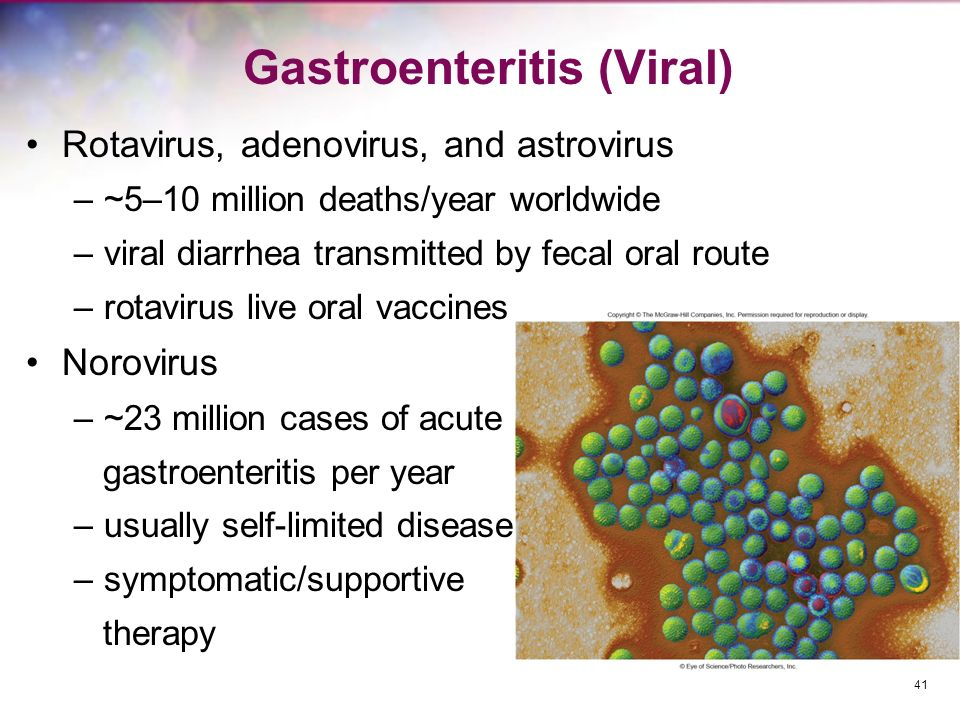 Gastroenteritis (Viral)
• Rotavirus, adenovirus, and astrovirus
– ~5–10 million deaths/year worldwide
– viral diarrhea transmitted by fecal oral route
– rotavirus live oral vaccines
Copyright © The McGraw-Hill Companies, Inc. Permission required for reproduction or display.
• Norovirus
– ~23 million cases of acute
gastroenteritis per year
– usually self-limited disease
– symptomatic/supportive
therapy
© Eye of Science/Photo Researchers, Inc.
41